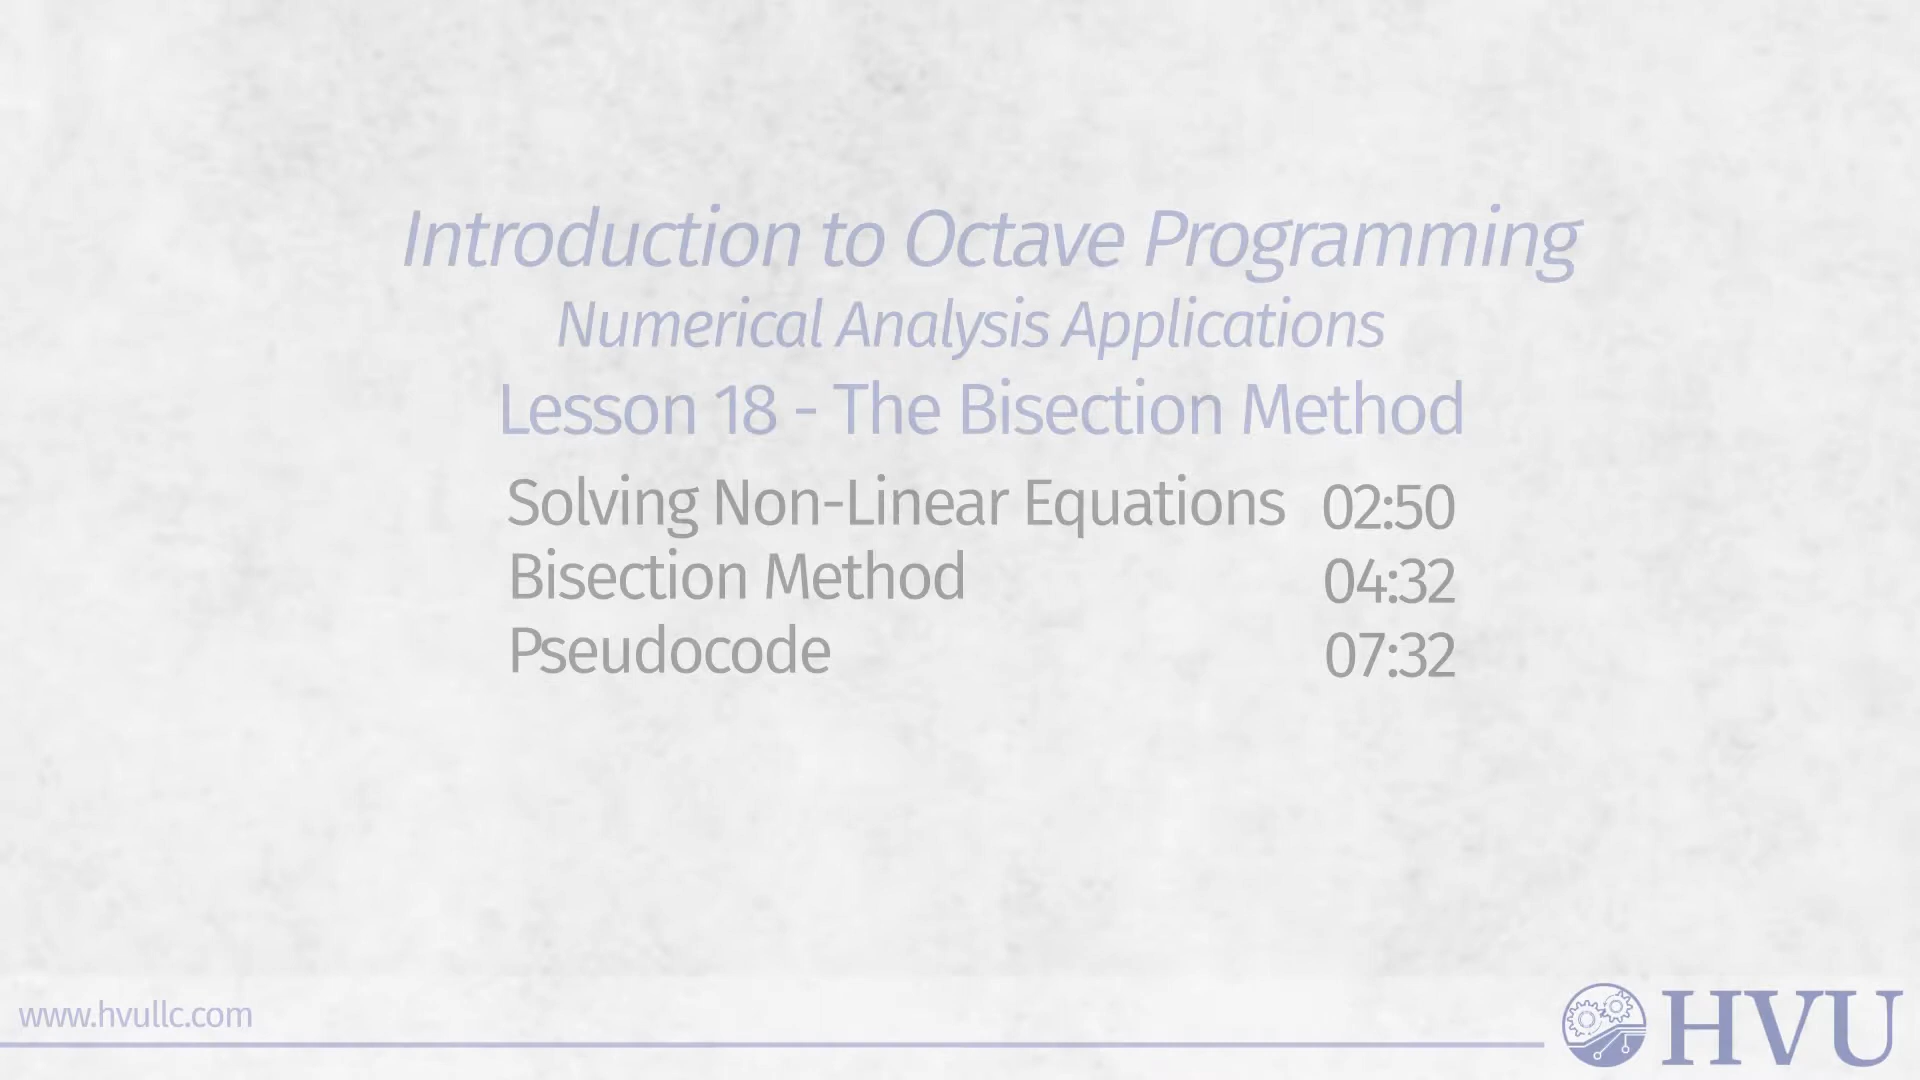 Introduction to Octave Programming
Numerical Analysis Applications
Lesson 18 - The Bisection Method
Solving Non-Linear Equations 02:50
Bisection Method 04:32
Pseudocode 07:32
www.hvullc.com
HVU